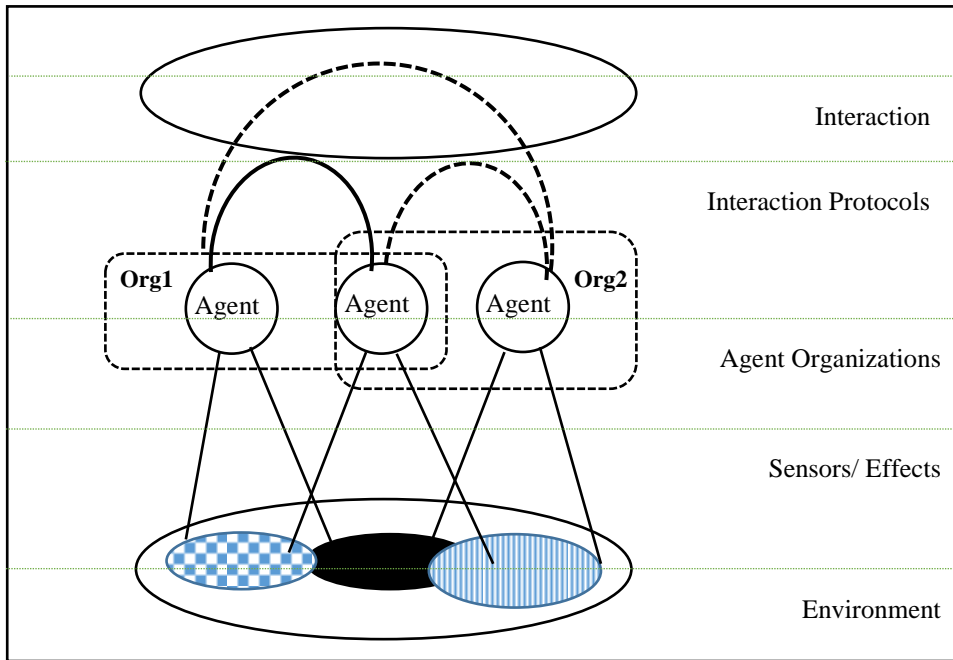 Interaction
Interaction Protocols
Org1
Org2
Agent
Agent
Agent
Agent Organizations
Sensors/ Effects
Environment